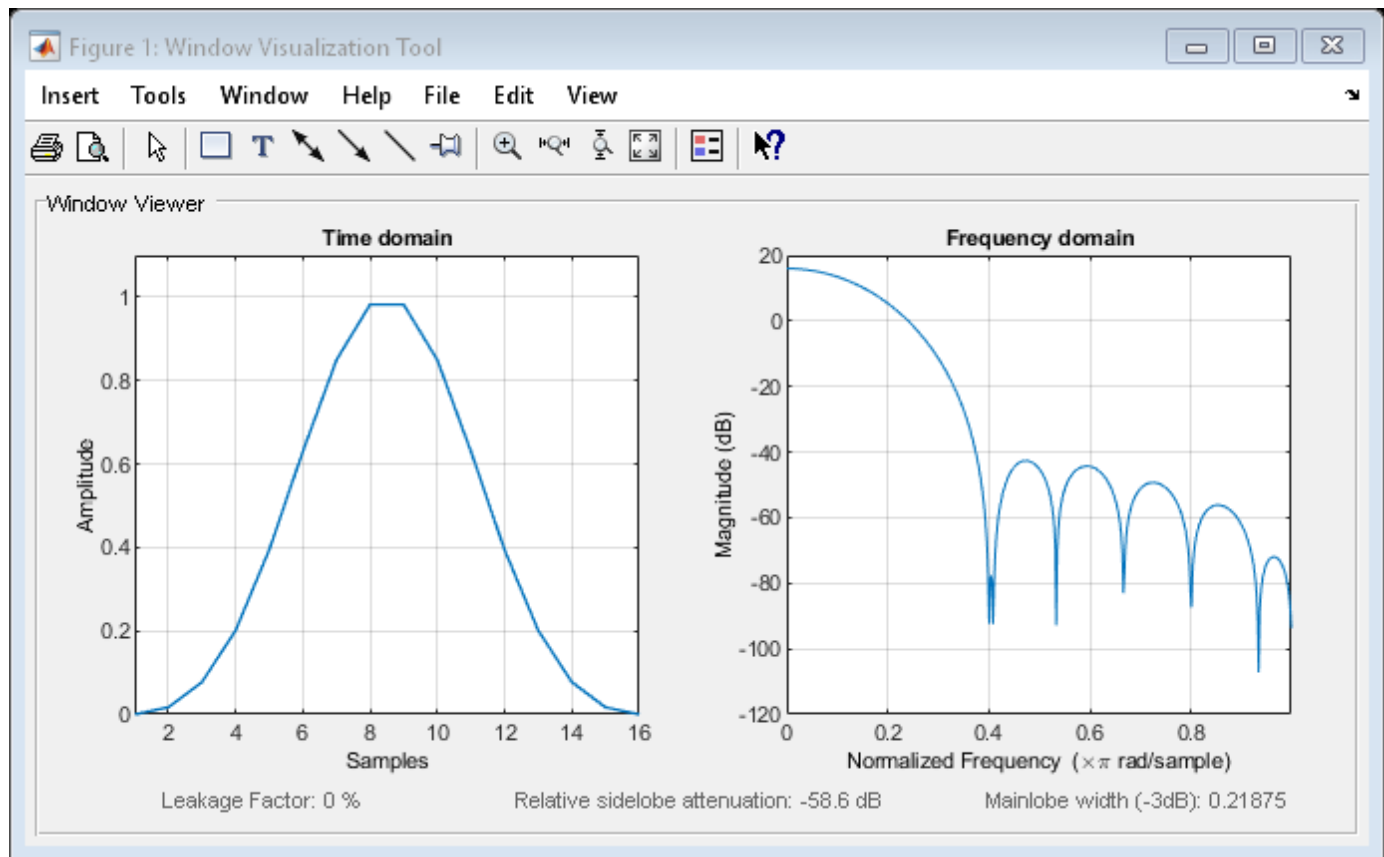 Figure 1: Window Visualization Tool
Insert Tools Window Help File Edit View
T
?
Window Viewer
Time domain
1
0.8
0.6
0.4
0.2
0
2 4 6 8 10 12 14 16
Amplitude
Samples
Frequency domain
20
0
-20
-40
-60
-80
-100
-120
0 0.2 0.4 0.6 0.8
Magnitude (dB)
Normalized Frequency (×π rad/sample)
Leakage Factor: 0 % Relative sidelobe attenuation: -58.6 dB Mainlobe width (-3dB): 0.21875